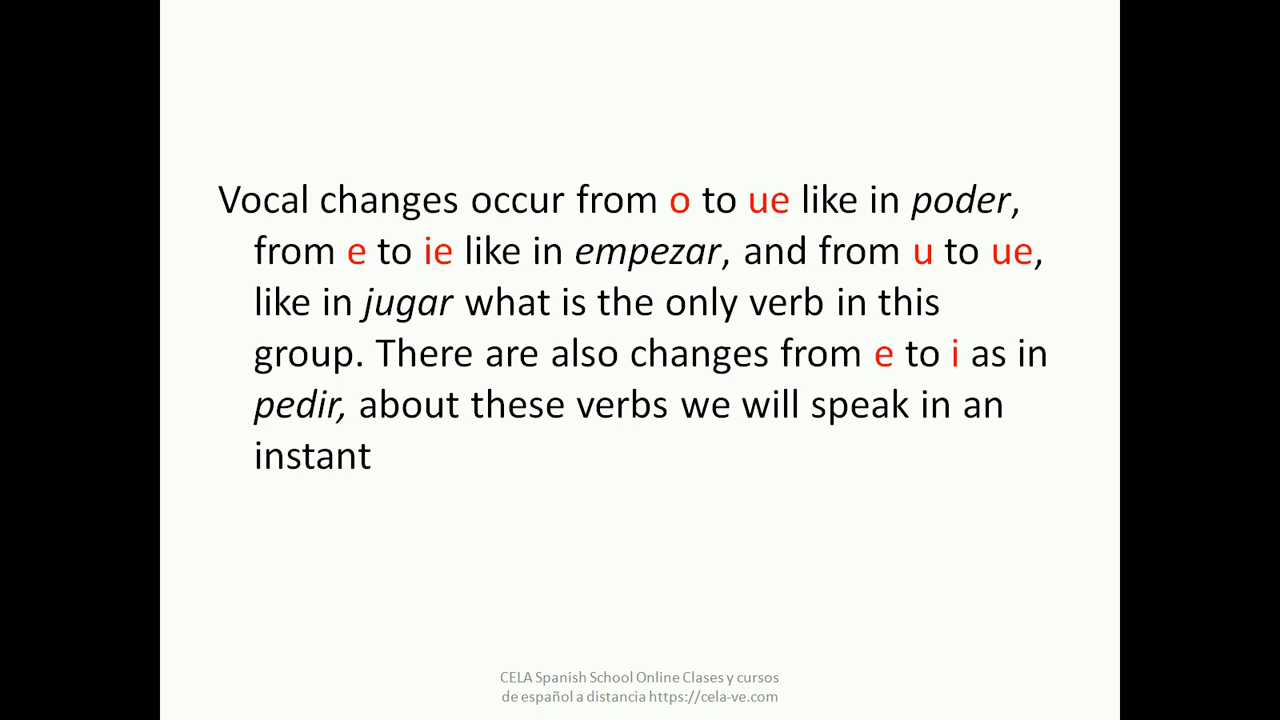 Vocal changes occur from o to ue like in poder,
from e to ie like in empezar, and from u to ue,
like in jugar what is the only verb in this
group. There are also changes from e to i as in
pedir, about these verbs we will speak in an
instant
CELA Spanish School Online Clases y cursos
de español a distancia https://cela-ve.com